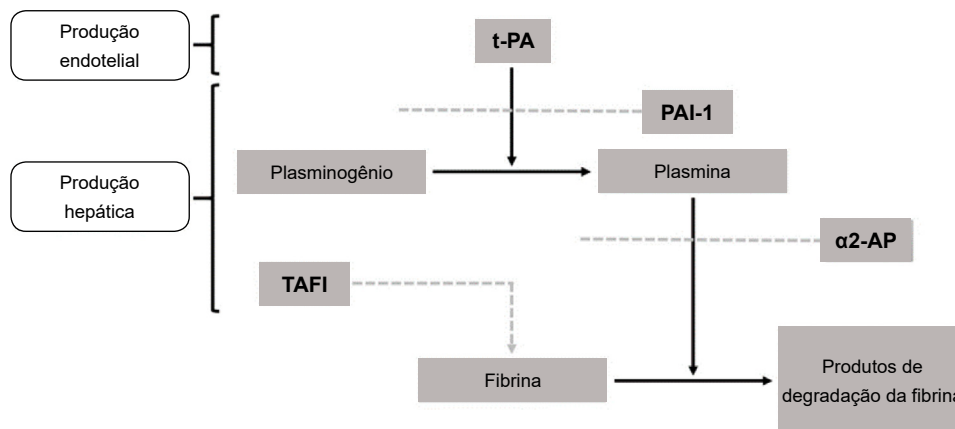 Produção
endotelial
t-PA
PAI-1
Plasminogênio
Plasmina
Produção
hepática
α2-AP
TAFI
Fibrina
Produtos de
degradação da fibrina